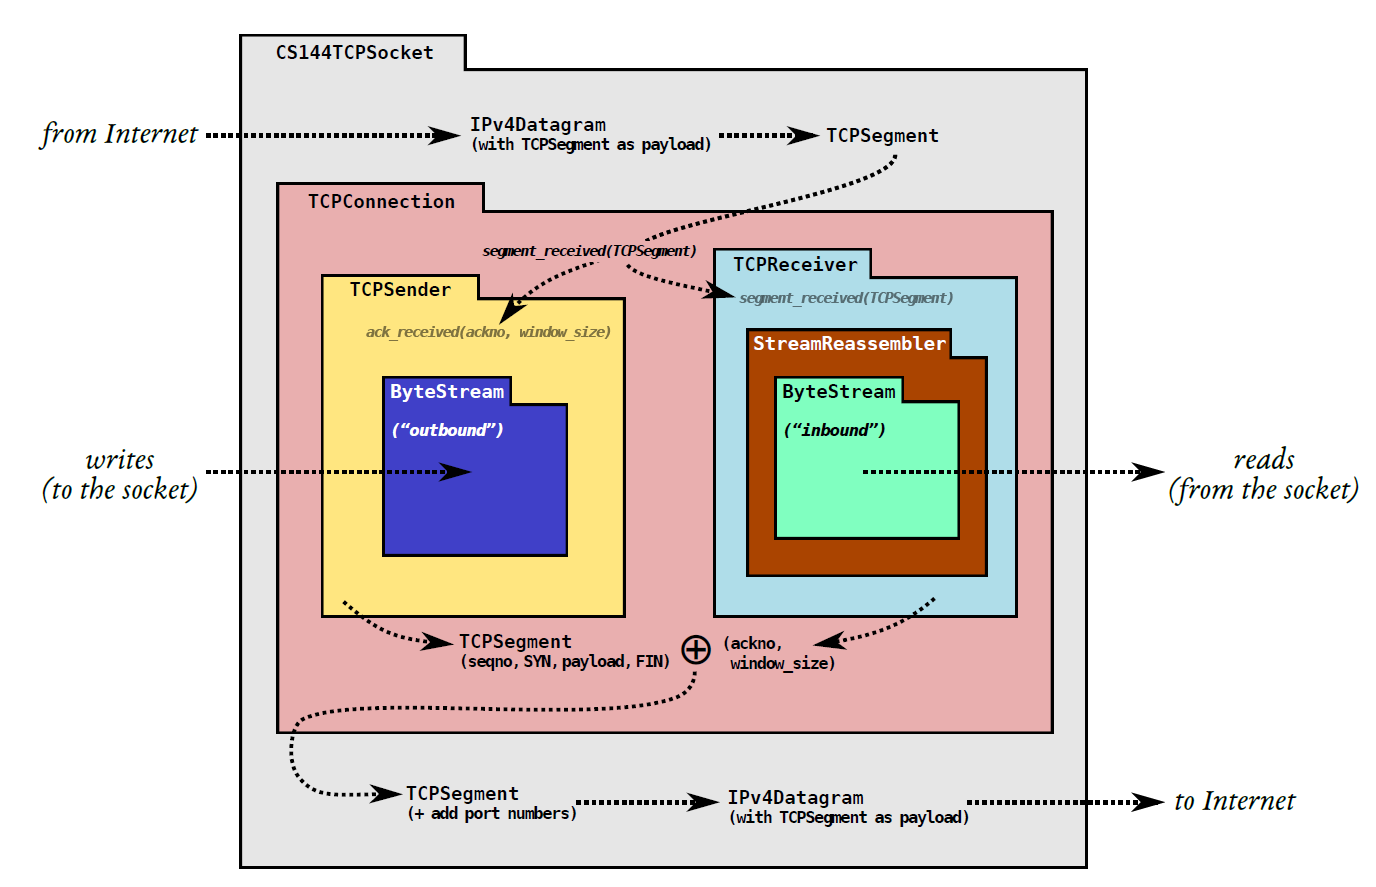 CS144TCPSocket
from Internet
IPv4Datagram
(with TCPSegment as payload)
TCPSegment
TCPConnection
segment_received(TCPSegment)
TCPReceiver
segment_received(TCPSegment)
TCPSender
ack_received(ackno, window_size)
StreamReassembler
ByteStream
(“outbound”)
ByteStream
(“inbound”)
writes
(to the socket)
reads
(from the socket)
TCPSegment
(seqno, SYN, payload, FIN)
⊕
(ackno,
window_size)
TCPSegment
(+ add port numbers)
IPv4Datagram
(with TCPSegment as payload)
to Internet